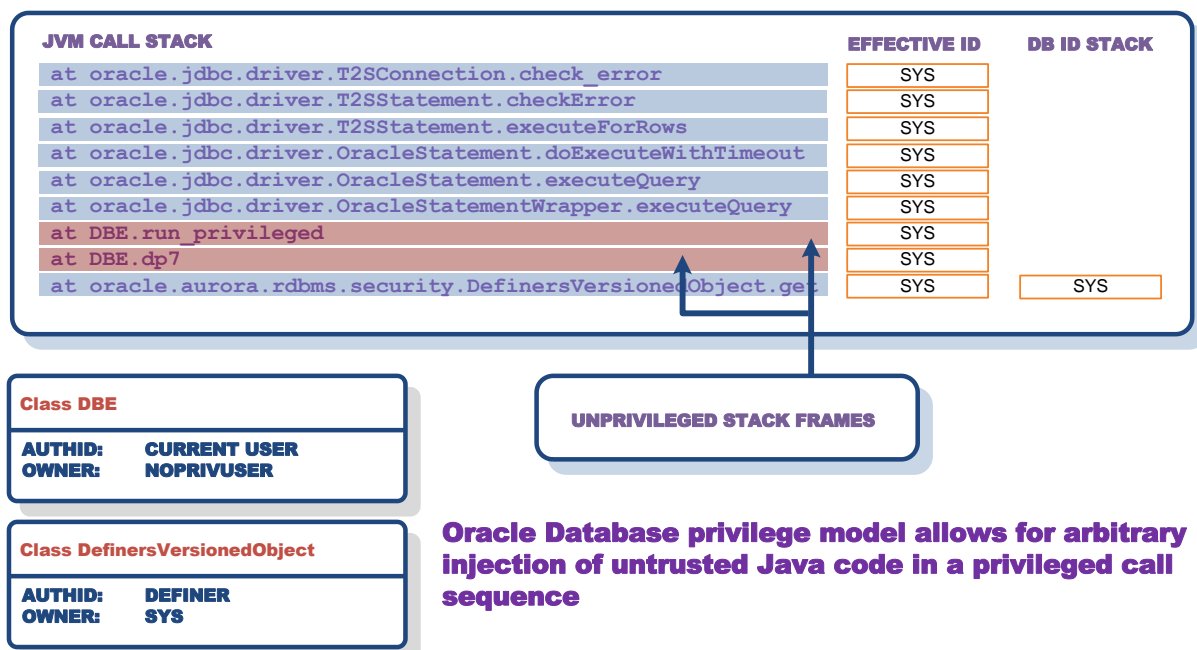 JVM CALL STACK EFFECTIVE ID DB ID STACK
at oracle.jdbc.driver.T2SConnection.check_error SYS
at oracle.jdbc.driver.T2SStatement.checkError SYS
at oracle.jdbc.driver.T2SStatement.executeForRows SYS
at oracle.jdbc.driver.OracleStatement.doExecuteWithTimeout SYS
at oracle.jdbc.driver.OracleStatement.executeQuery SYS
at oracle.jdbc.driver.OracleStatementWrapper.executeQuery SYS
at DBE.run_privileged SYS
at DBE.dp7 SYS
at oracle.aurora.rdbms.security.DefinersVersionedObject.get SYS SYS
Class DBE
AUTHID: CURRENT USER
OWNER: NOPRIVUSER
UNPRIVILEGED STACK FRAMES
Class DefinersVersionedObject
AUTHID: DEFINER
OWNER: SYS
Oracle Database privilege model allows for arbitrary
injection of untrusted Java code in a privileged call
sequence